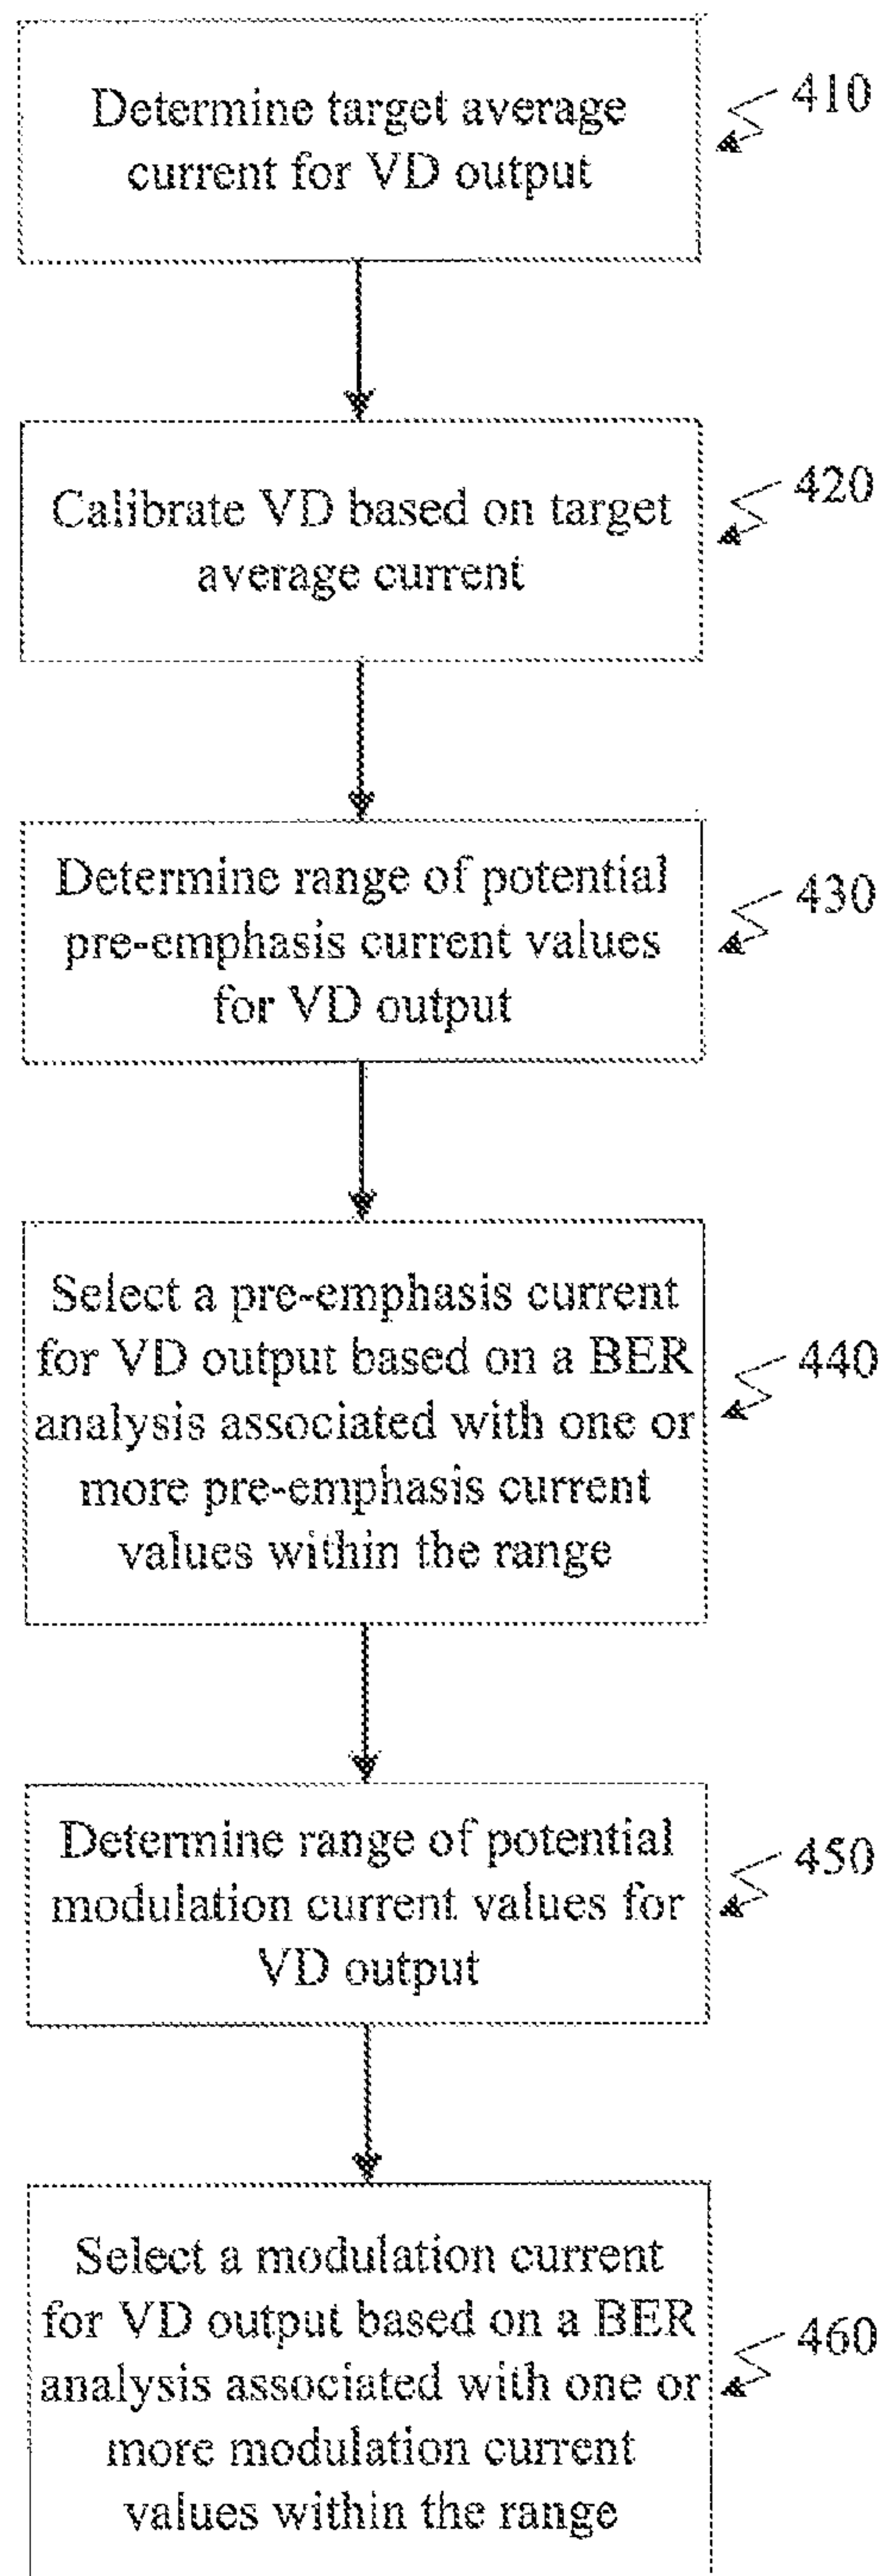 Determine target average
current for VD output
410
Calibrate VD based on target
average current
420
Determine range of potential
pre-emphasis current values
for VD output
430
Select a pre-emphasis current
for VD output based on a BER
analysis associated with one or
more pre-emphasis current
values within the range
440
Determine range of potential
modulation current values for
VD output
450
Select a modulation current
for VD output based on a BER
analysis associated with one or
more modulation current
values within the range
460